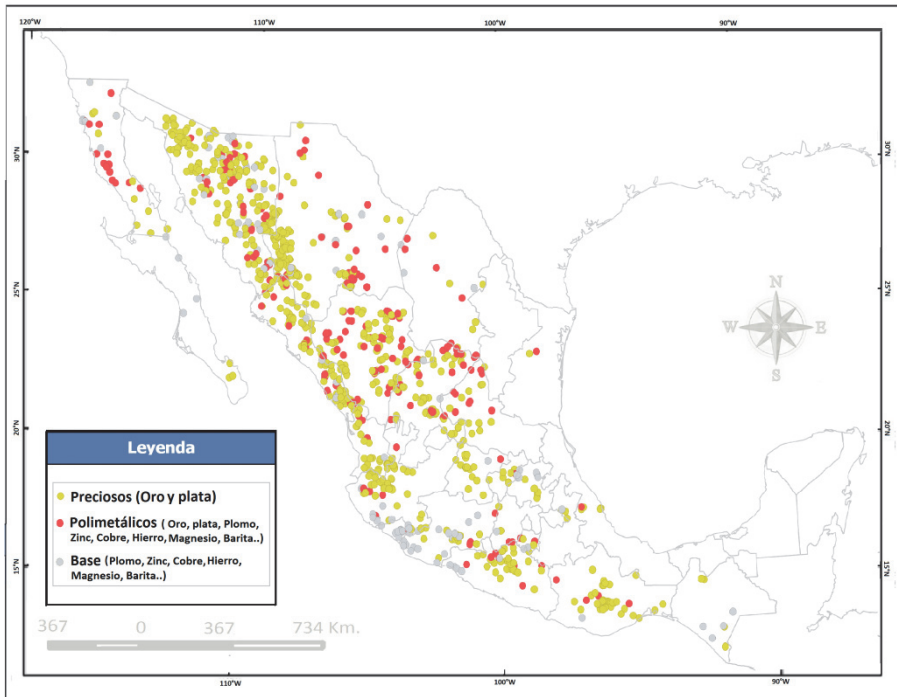 120°W
110°W
100°W
90°W
30°N
30°N
N
W
E
S
25°N
25°N
20°N
20°N
Leyenda
Preciosos (Oro y plata)
Polimetálicos ( Oro, plata, Plomo,
Zinc, Cobre, Hierro, Magnesio, Barita..)
Base (Plomo, Zinc, Cobre, Hierro,
Magnesio, Barita..)
15°N
15°N
367
0
367
734 Km.
110°W
100°W
90°W